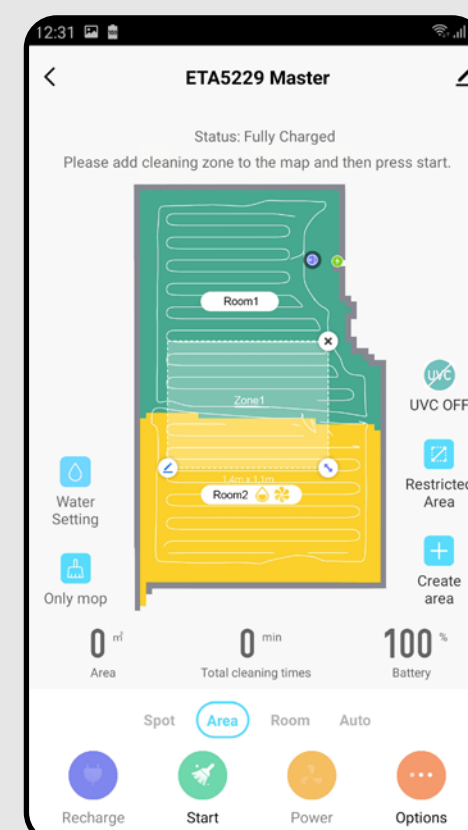 12:31
ETA5229 Master
Status: Fully Charged
Please add cleaning zone to the map and then press start.
Room1
Zone1
1.4m x 1.1m
Room2
UVC
UVC OFF
Water
Setting
Restricted
Area
Only mop
Create
area
0 ㎡
0 min
100 %
Area
Total cleaning times
Battery
Spot
Area
Room
Auto
Recharge
Start
Power
Options